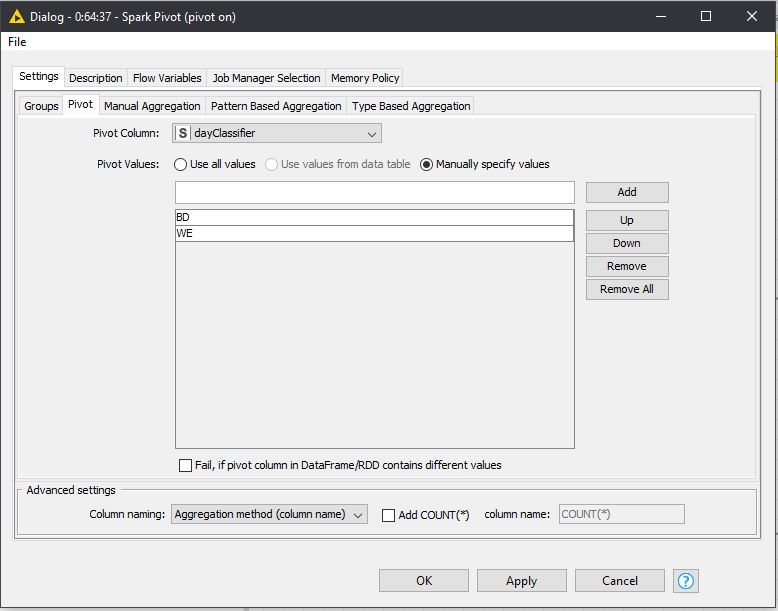 Dialog - 0:64:37 - Spark Pivot (pivot on)
File
Settings Description Flow Variables Job Manager Selection Memory Policy
Groups Pivot Manual Aggregation Pattern Based Aggregation Type Based Aggregation
Pivot Column: S dayClassifier
Pivot Values: Use all values Use values from data table Manually specify values
Add
BD Up
WE
Down
Remove
Remove All
Fail, if pivot column in DataFrame/RDD contains different values
Advanced settings
Column naming: Aggregation method (column name) Add COUNT(*) column name: COUNT(*)
OK Apply Cancel ?